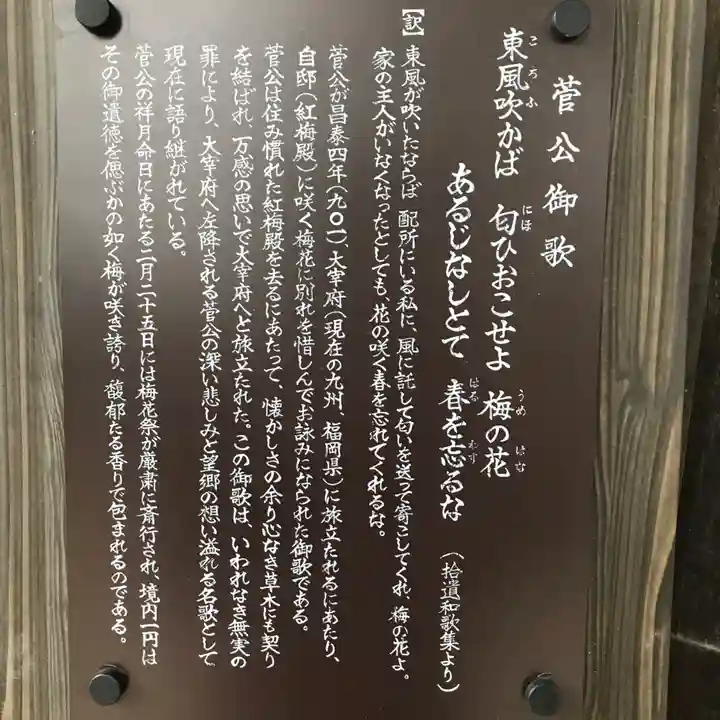 菅公御歌
東風吹かば 匂ひおこせよ 梅の花
こちふ にほ うめ はな
あるじなしとて 春を忘るな
はる わす
(拾遺和歌集より)
【訳】 東風が吹いたならば 配所にいる私に、風に託して匂いを送って寄こしてくれ、梅の花よ。
家の主人がいなくなったとしても、花の咲く春を忘れてくれるな。
菅公が昌泰四年(九〇一)、大宰府(現在の九州、福岡県)に旅立たれるにあたり、
自邸(紅梅殿)に咲く梅花に別れを惜しんでお詠みになられた御歌である。
菅公は住み慣れた紅梅殿を去るにあたって、懐かしさの余り心なき草木にも契り
を結ばれ、万感の思いで大宰府へと旅立たれた。この御歌は、いわれなき無実の
罪により、大宰府へ左降される菅公の深い悲しみと望郷の想い溢れる名歌として
現在に語り継がれている。
菅公の祥月命日にあたる二月二十五日には梅花祭が厳粛に斎行され、境内一円は
その御遺徳を偲ぶかの如く梅が咲き誇り、馥郁たる香りで包まれるのである。